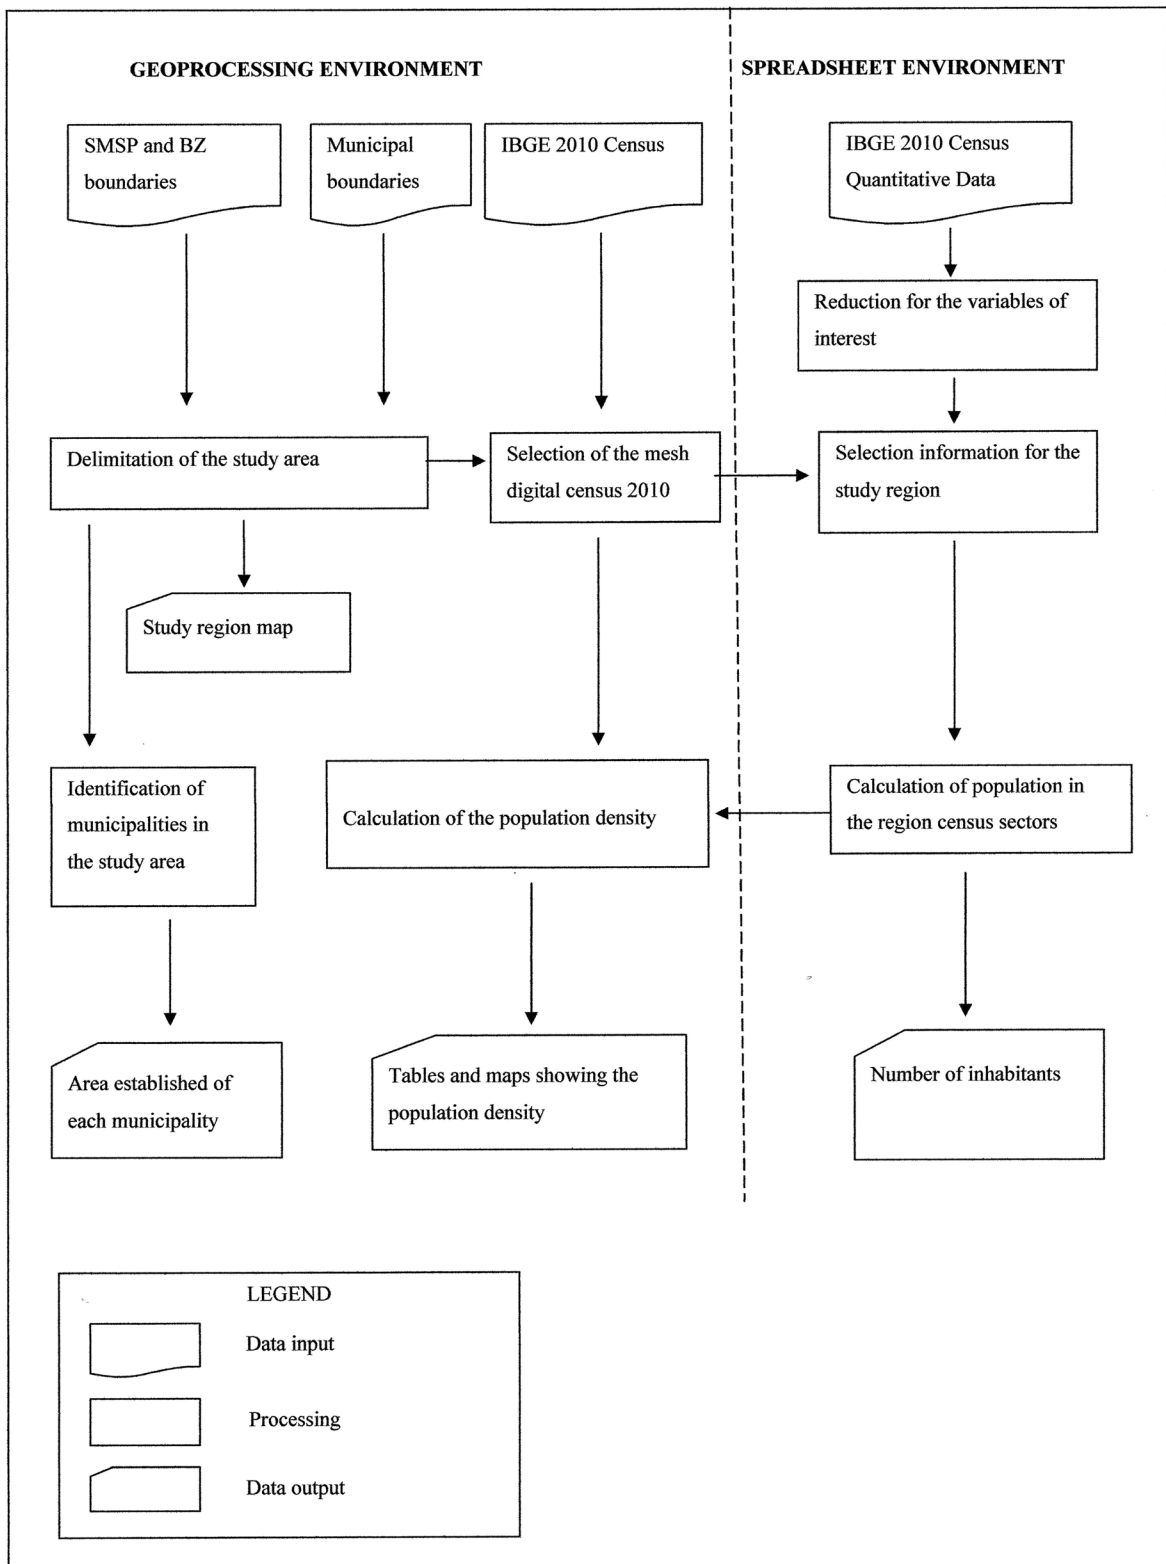 GEOPROCESSING ENVIRONMENT
SPREADSHEET ENVIRONMENT
SMSP and BZ
boundaries
Municipal
boundaries
IBGE 2010 Census
IBGE 2010 Census
Quantitative Data
Reduction for the variables of
interest
Delimitation of the study area
Selection of the mesh
digital census 2010
Selection information for the
study region
Study region map
Identification of
municipalities in
the study area
Calculation of the population density
Calculation of population in
the region census sectors
Area established of
each municipality
Tables and maps showing the
population density
Number of inhabitants
LEGEND
Data input
Processing
Data output